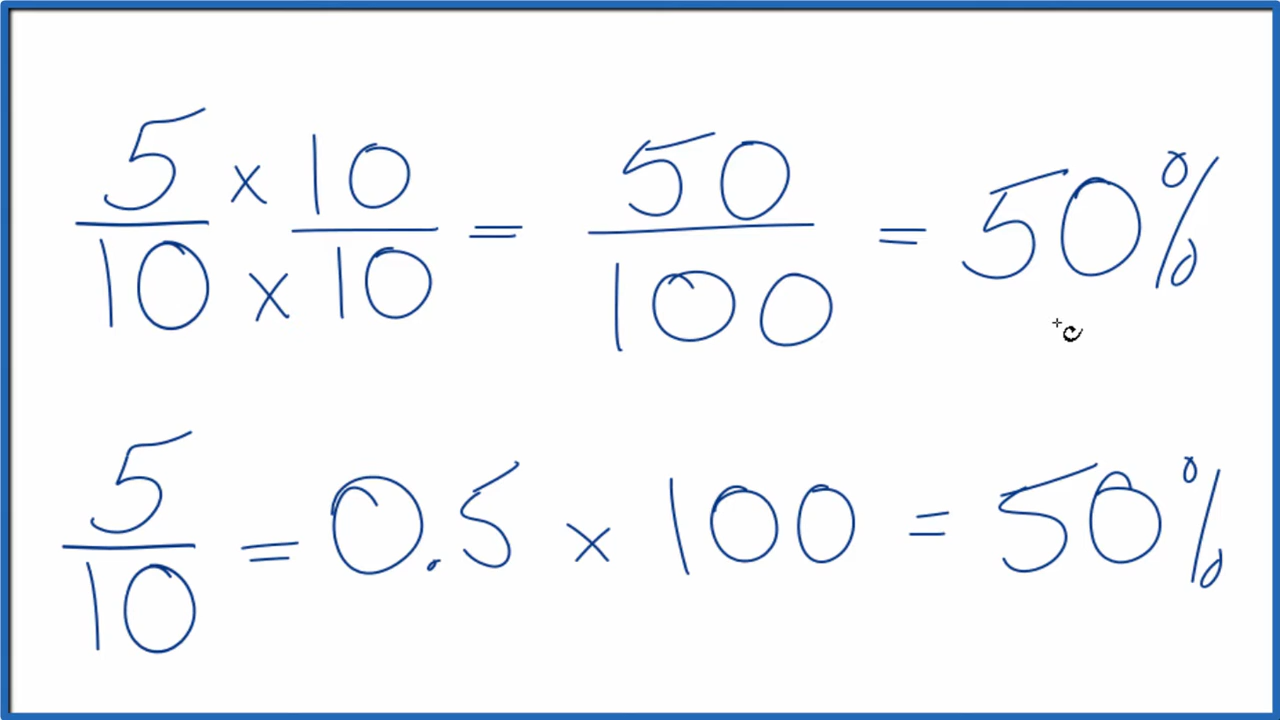 5/10 × 10/10 = 50/100 = 50%
5/10 = 0.5 × 100 = 50%